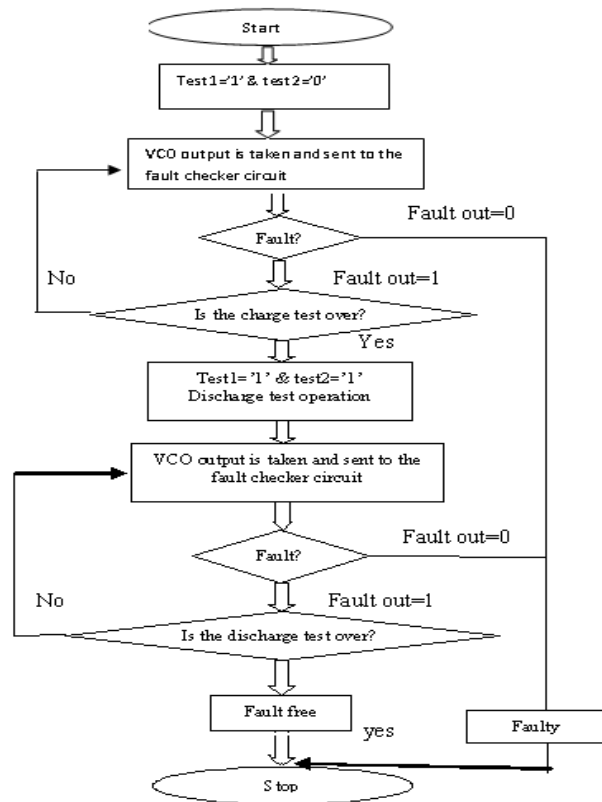 Start
Test1='1' & test2='0'
VCO output is taken and sent to the
fault checker circuit
Fault out=0
Fault?
No
Fault out=1
Is the charge test over?
Yes
Test1='1' & test2='1'
Discharge test operation
VCO output is taken and sent to the
fault checker circuit
Fault out=0
Fault?
No
Fault out=1
Is the discharge test over?
Fault free
yes
Faulty
Stop